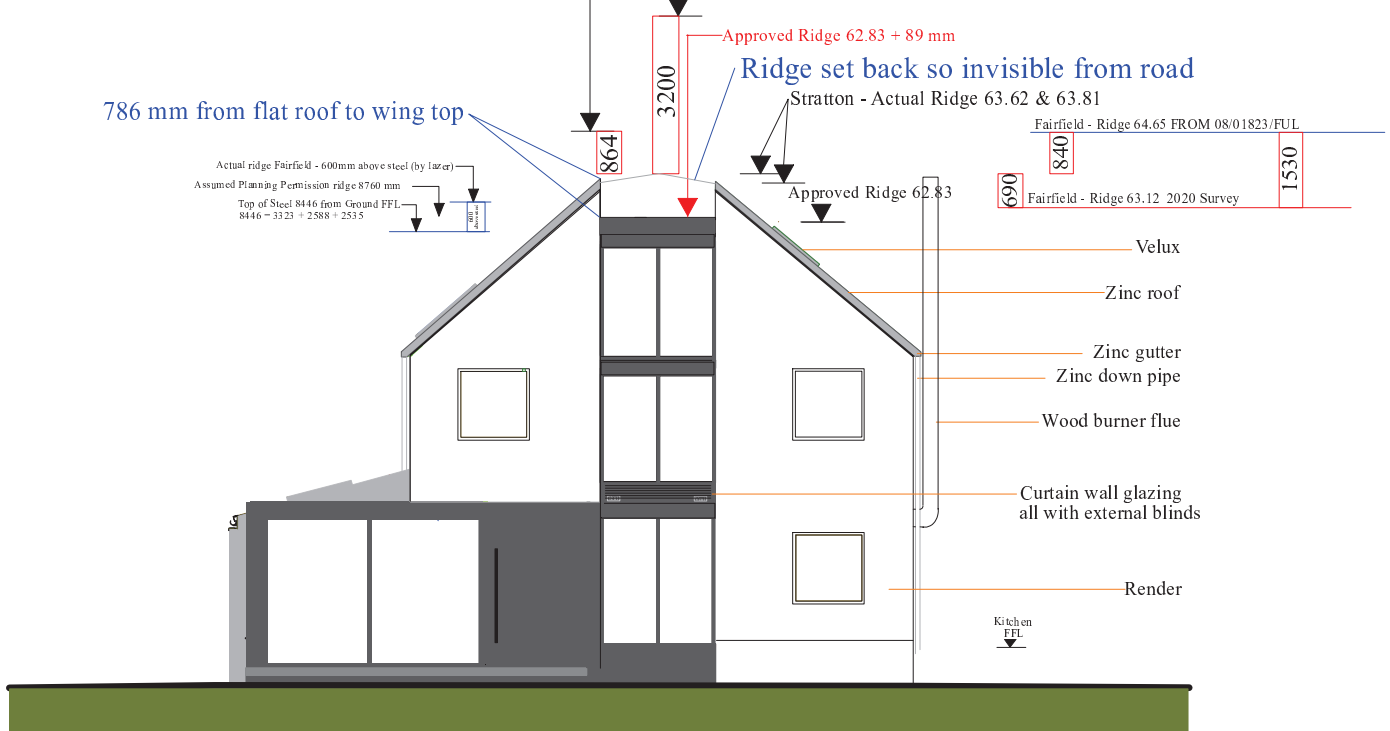 Approved Ridge 62.83 + 89 mm
3200
Ridge set back so invisible from road
786 mm from flat roof to wing top
Stratton - Actual Ridge 63.62 & 63.81
Fairfield - Ridge 64.65 FROM 08/01823/FUL
864
840
1530
Actual ridge Fairfield - 600mm above steel (by lazer)
Assumed Planning Permission ridge 8760 mm
Approved Ridge 62.83
690
Fairfield - Ridge 63.12 2020 Survey
Top of Steel 8446 from Ground FFL
8446 = 3323 + 2588 + 2535
600
Velux
Zinc roof
Zinc gutter
Zinc down pipe
Wood burner flue
Curtain wall glazing
all with external blinds
Render
Kitchen
FFL